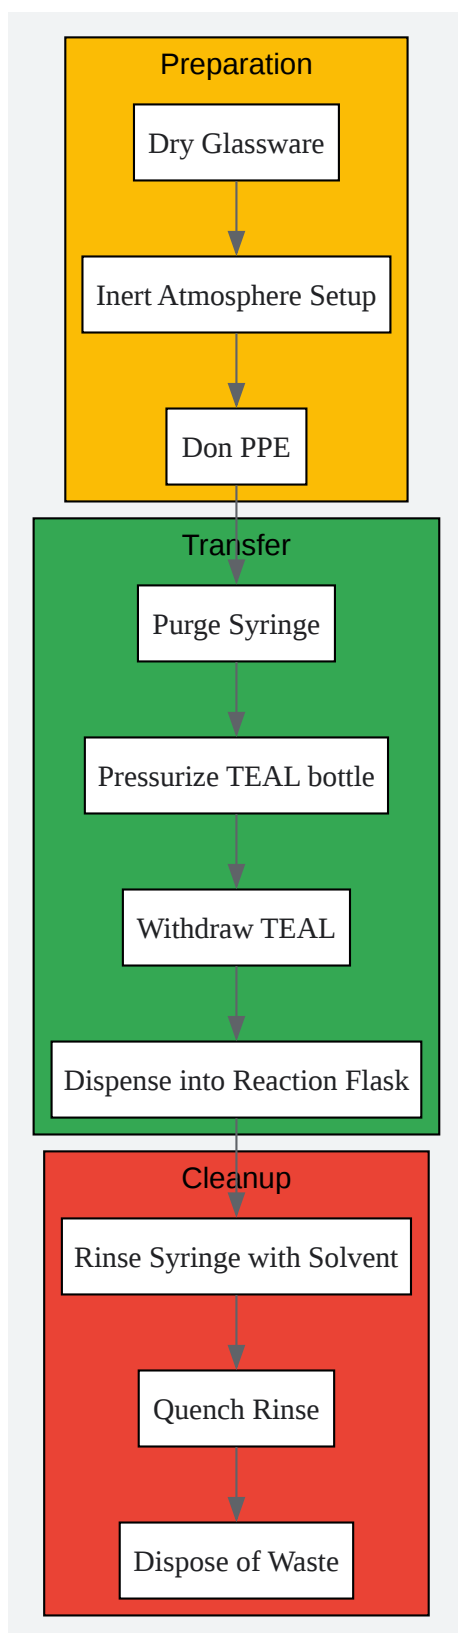 Preparation
Dry Glassware
Inert Atmosphere Setup
Don PPE
Transfer
Purge Syringe
Pressurize TEAL bottle
Withdraw TEAL
Dispense into Reaction Flask
Cleanup
Rinse Syringe with Solvent
Quench Rinse
Dispose of Waste